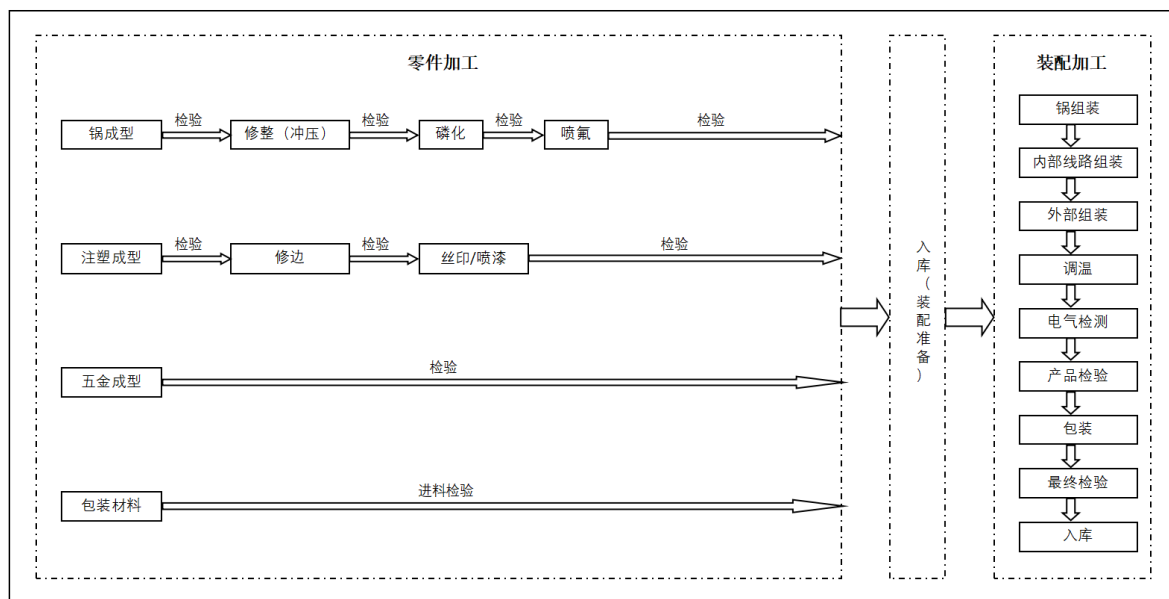 零件加工
检验
检验
检验
检验
锅成型
修整（冲压）
磷化
喷氟
检验
检验
检验
注塑成型
修边
丝印/喷漆
检验
五金成型
进料检验
包装材料
入库（装配准备）
装配加工
锅组装
内部线路组装
外部组装
调温
电气检测
产品检验
包装
最终检验
入库